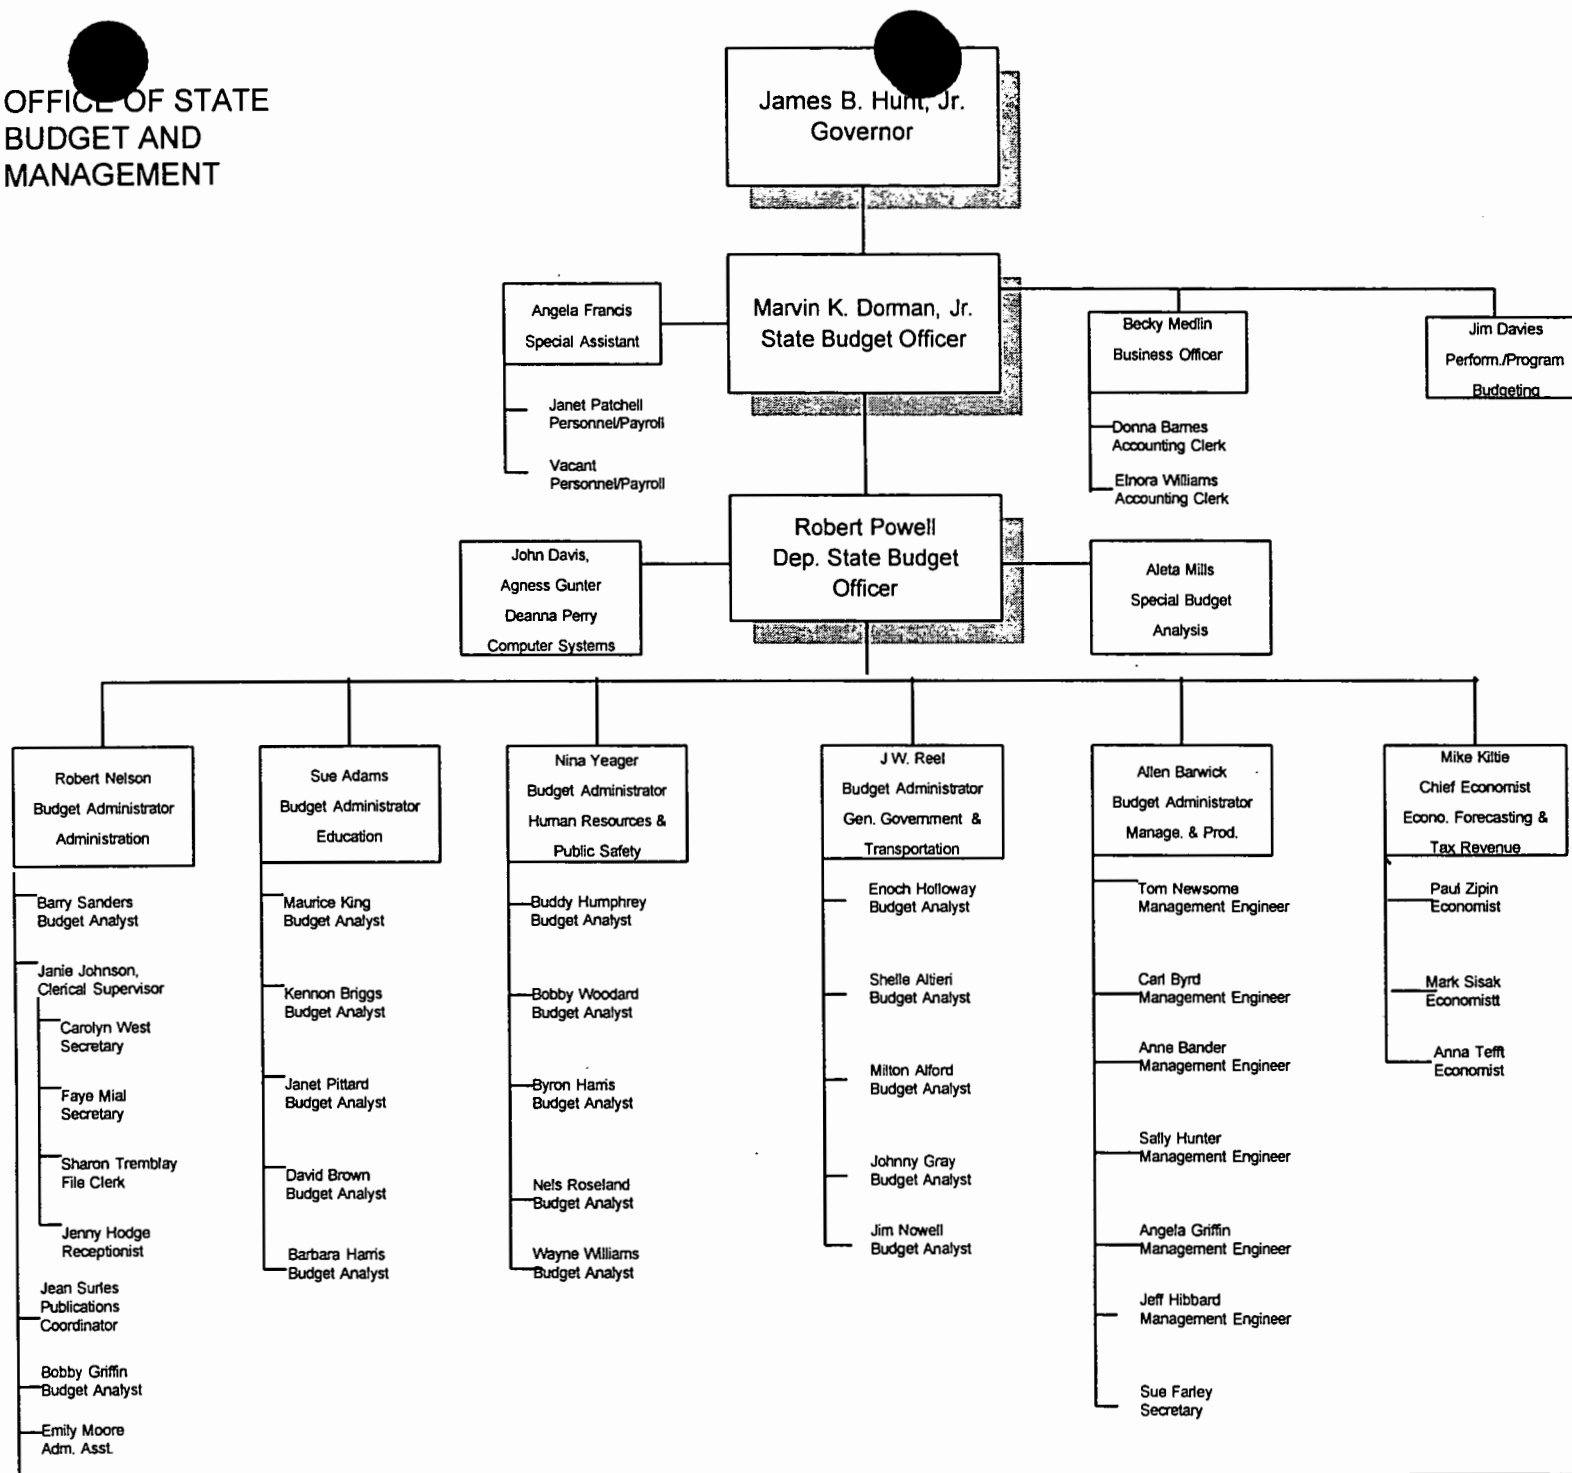 OFFICE OF STATE
BUDGET AND
MANAGEMENT
James B. Hunt, Jr.
Governor
Marvin K. Dorman, Jr.
State Budget Officer
Angela Francis
Special Assistant
Janet Patchell
Personnel/Payroll
Vacant
Personnel/Payroll
Becky Medlin
Business Officer
Donna Barnes
Accounting Clerk
Elnora Williams
Accounting Clerk
Jim Davies
Perform./Program
Budgeting
Robert Powell
Dep. State Budget
Officer
John Davis,
Agness Gunter
Deanna Perry
Computer Systems
Aleta Mills
Special Budget
Analysis
Robert Nelson
Budget Administrator
Administration
Barry Sanders
Budget Analyst
Janie Johnson,
Clerical Supervisor
Carolyn West
Secretary
Faye Mial
Secretary
Sharon Tremblay
File Clerk
Jenny Hodge
Receptionist
Jean Surles
Publications
Coordinator
Bobby Griffin
Budget Analyst
Emily Moore
Adm. Asst.
Sue Adams
Budget Administrator
Education
Maurice King
Budget Analyst
Kennon Briggs
Budget Analyst
Janet Pittard
Budget Analyst
David Brown
Budget Analyst
Barbara Harris
Budget Analyst
Nina Yeager
Budget Administrator
Human Resources &
Public Safety
Buddy Humphrey
Budget Analyst
Bobby Woodard
Budget Analyst
Byron Harris
Budget Analyst
Nels Roseland
Budget Analyst
Wayne Williams
Budget Analyst
J.W. Reel
Budget Administrator
Gen. Government &
Transportation
Enoch Holloway
Budget Analyst
Shelle Altieri
Budget Analyst
Milton Alford
Budget Analyst
Johnny Gray
Budget Analyst
Jim Nowell
Budget Analyst
Allen Barwick
Budget Administrator
Manage. & Prod.
Tom Newsome
Management Engineer
Carl Byrd
Management Engineer
Anne Bander
Management Engineer
Sally Hunter
Management Engineer
Angela Griffin
Management Engineer
Jeff Hibbard
Management Engineer
Sue Farley
Secretary
Mike Kiltie
Chief Economist
Econo. Forecasting &
Tax Revenue
Paul Zipin
Economist
Mark Sisak
Economistt
Anna Tefft
Economist